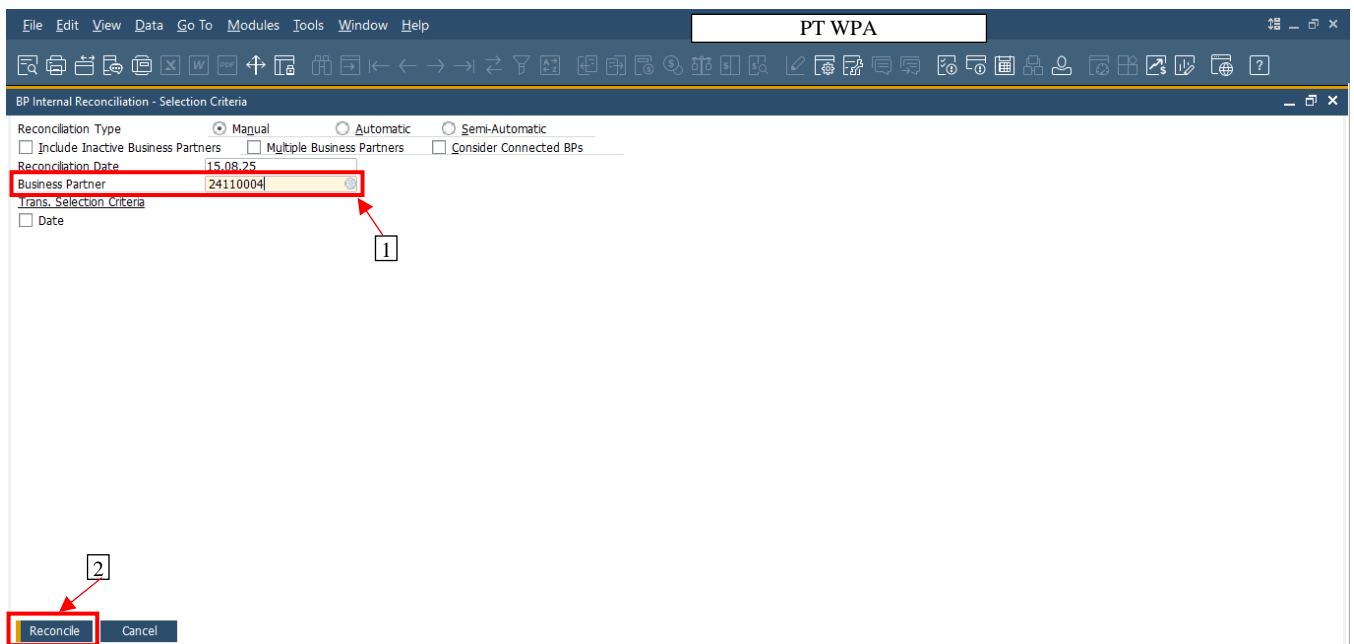 File Edit View Data Go To Modules Tools Window Help
PT WPA
BP Internal Reconciliation - Selection Criteria
Reconciliation Type Manual Automatic Semi-Automatic
Include Inactive Business Partners Multiple Business Partners Consider Connected BPs
Reconciliation Date 15.08.25
Business Partner 24110004
Trans. Selection Criteria
Date
1
2
Reconcile Cancel